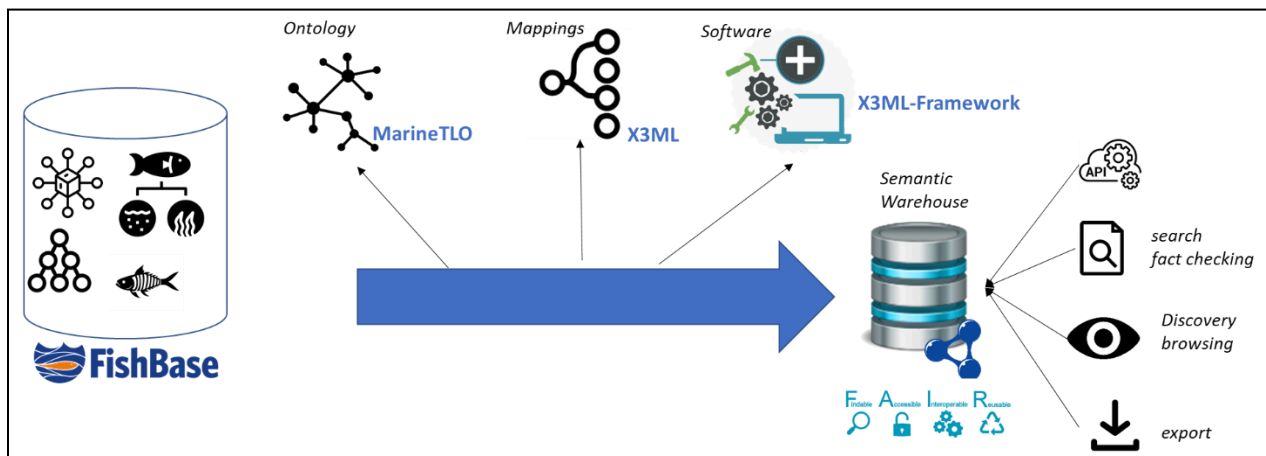 Ontology
MarineTLO
Mappings
X3ML
Software
X3ML-Framework
FishBase
Semantic
Warehouse
Findable Accessible Interoperable Reusable
API
search
fact checking
Discovery
browsing
export